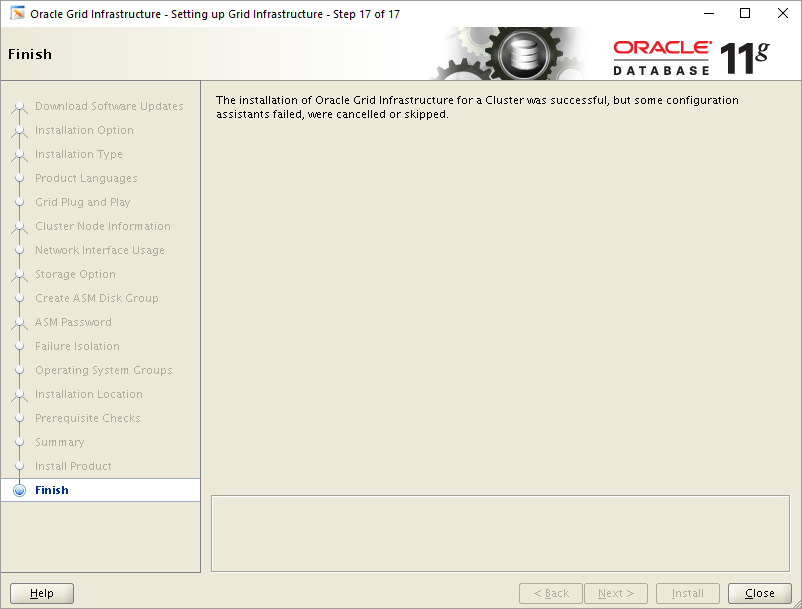 Oracle Grid Infrastructure - Setting up Grid Infrastructure - Step 17 of 17
Finish
ORACLE
DATABASE 11g
Download Software Updates
Installation Option
Installation Type
Product Languages
Grid Plug and Play
Cluster Node Information
Network Interface Usage
Storage Option
Create ASM Disk Group
ASM Password
Failure Isolation
Operating System Groups
Installation Location
Prerequisite Checks
Summary
Install Product
Finish
The installation of Oracle Grid Infrastructure for a Cluster was successful, but some configuration
assistants failed, were cancelled or skipped.
Help
< Back
Next >
Install
Close